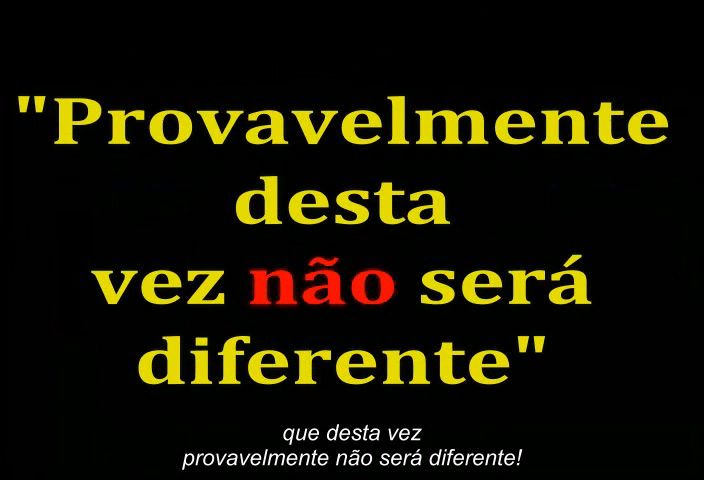 "Provavelmente
desta
vez não será
diferente"
que desta vez
provavelmente não será diferente!